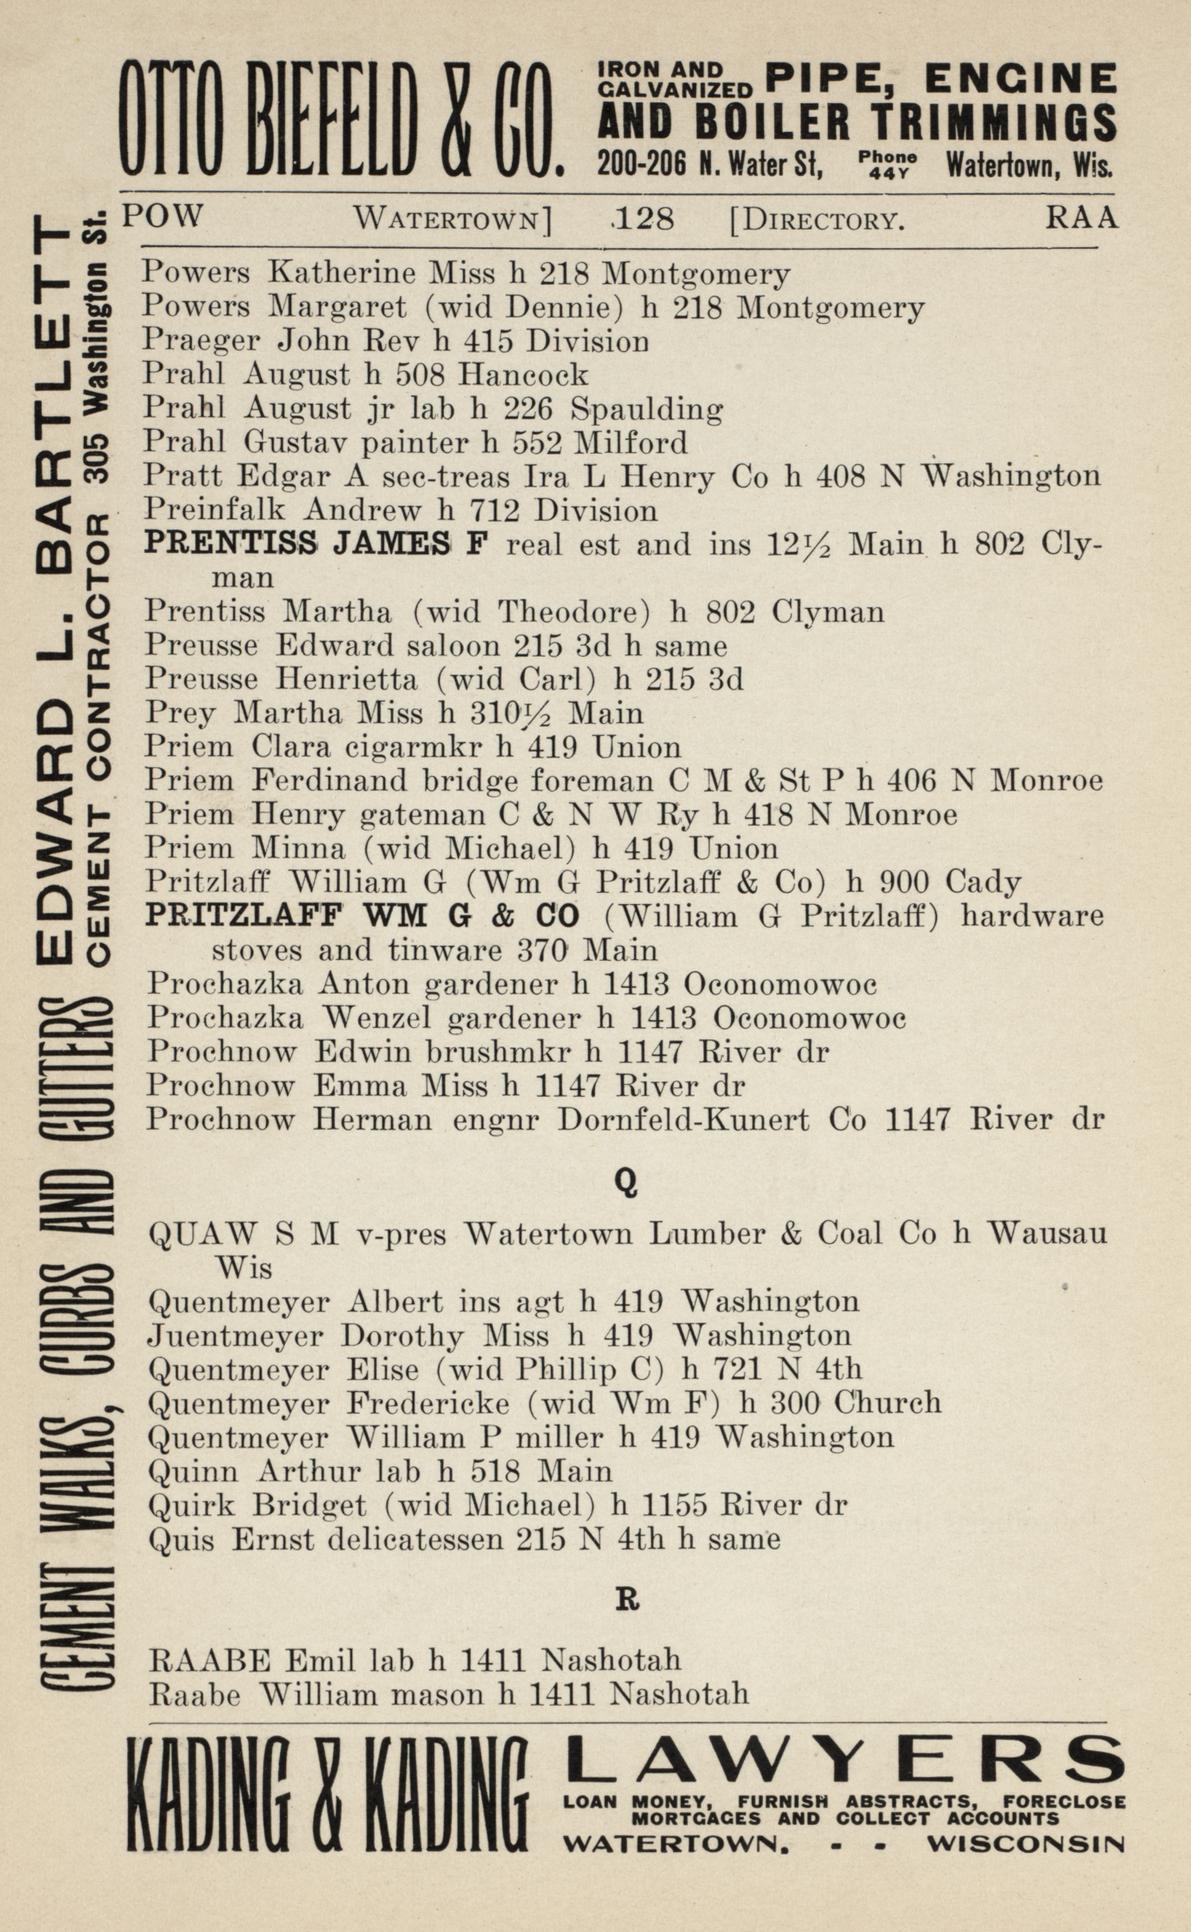 OTTO BIEFELD & CO.
IRON AND GALVANIZED PIPE, ENGINE
AND BOILER TRIMMINGS
200-206 N. Water St, Phone 44Y Watertown, Wis.
POW WATERTOWN] .128 [DIRECTORY. RAA
Powers Katherine Miss h 218 Montgomery
Powers Margaret (wid Dennie) h 218 Montgomery
Praeger John Rev h 415 Division
Prahl August h 508 Hancock
Prahl August jr lab h 226 Spaulding
Prahl Gustav painter h 552 Milford
Pratt Edgar A sec-treas Ira L Henry Co h 408 N Washington
Preinfalk Andrew h 712 Division
PRENTISS JAMES F real est and ins 12½ Main h 802 Cly-
man
Prentiss Martha (wid Theodore) h 802 Clyman
Preusse Edward saloon 215 3d h same
Preusse Henrietta (wid Carl) h 215 3d
Prey Martha Miss h 310½ Main
Priem Clara cigarmkr h 419 Union
Priem Ferdinand bridge foreman C M & St P h 406 N Monroe
Priem Henry gateman C & N W Ry h 418 N Monroe
Priem Minna (wid Michael) h 419 Union
Pritzlaff William G (Wm G Pritzlaff & Co) h 900 Cady
PRITZLAFF WM G & CO (William G Pritzlaff) hardware
stoves and tinware 370 Main
Prochazka Anton gardener h 1413 Oconomowoc
Prochazka Wenzel gardener h 1413 Oconomowoc
Prochnow Edwin brushmkr h 1147 River dr
Prochnow Emma Miss h 1147 River dr
Prochnow Herman engnr Dornfeld-Kunert Co 1147 River dr
Q
QUAW S M v-pres Watertown Lumber & Coal Co h Wausau
Wis
Quentmeyer Albert ins agt h 419 Washington
Juentmeyer Dorothy Miss h 419 Washington
Quentmeyer Elise (wid Phillip C) h 721 N 4th
Quentmeyer Fredericke (wid Wm F) h 300 Church
Quentmeyer William P miller h 419 Washington
Quinn Arthur lab h 518 Main
Quirk Bridget (wid Michael) h 1155 River dr
Quis Ernst delicatessen 215 N 4th h same
R
RAABE Emil lab h 1411 Nashotah
Raabe William mason h 1411 Nashotah
CEMENT WALKS, CURBS AND GUTTERS
EDWARD L. BARTLETT
CEMENT CONTRACTOR 305 Washington St.
KADING & KADING
LAWYERS
LOAN MONEY, FURNISH ABSTRACTS, FORECLOSE
MORTGAGES AND COLLECT ACCOUNTS
WATERTOWN. - - WISCONSIN